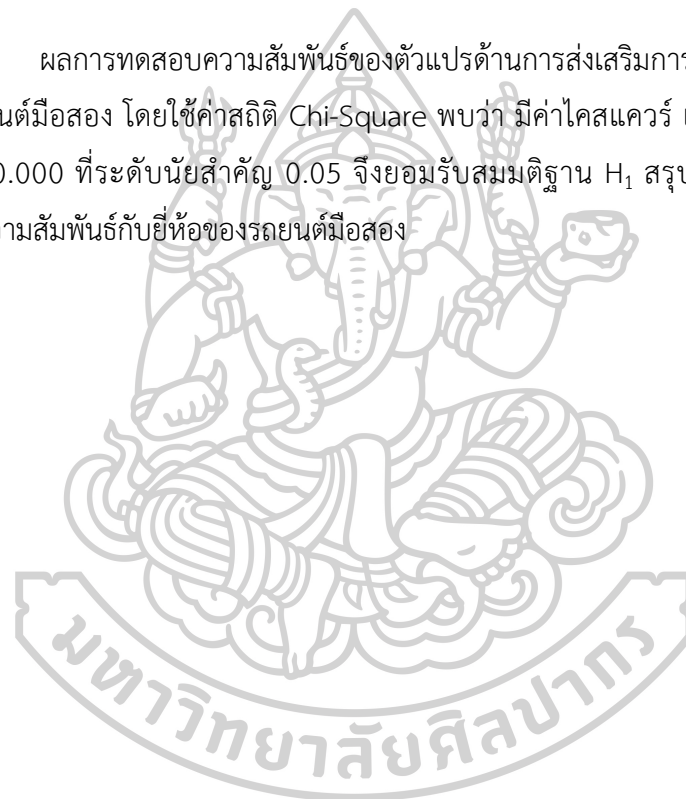 ผลการทดสอบความสัมพันธ์ของตัวแปรด้านการส่งเสริมการ
นต์มือสอง โดยใช้ค่าสถิติ Chi-Square พบว่า มีค่าไคสแควร์
0.000 ที่ระดับนัยสำคัญ 0.05 จึงยอมรับสมมติฐาน H₁ สรุป
ามสัมพันธ์กับยี่ห้อของรถยนต์มือสอง
มหาวิทยาลัยศิลปากร